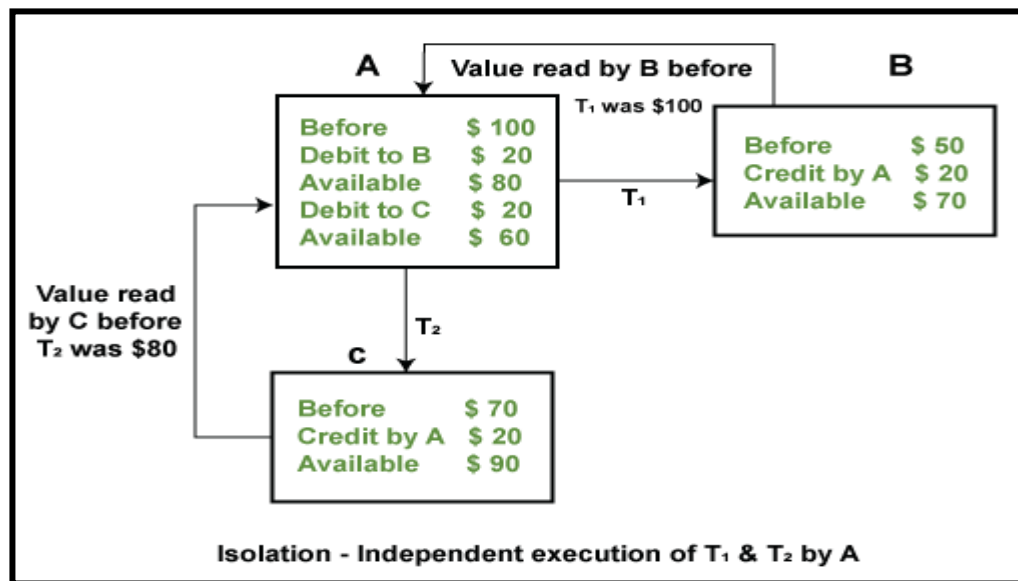 A
Value read by B before
T₁ was $100
B
Before $ 100
Debit to B $ 20
Available $ 80
Debit to C $ 20
Available $ 60
T₁
Before $ 50
Credit by A $ 20
Available $ 70
Value read
by C before
T₂ was $80
T₂
c
Before $ 70
Credit by A $ 20
Available $ 90
Isolation - Independent execution of T₁ & T₂ by A